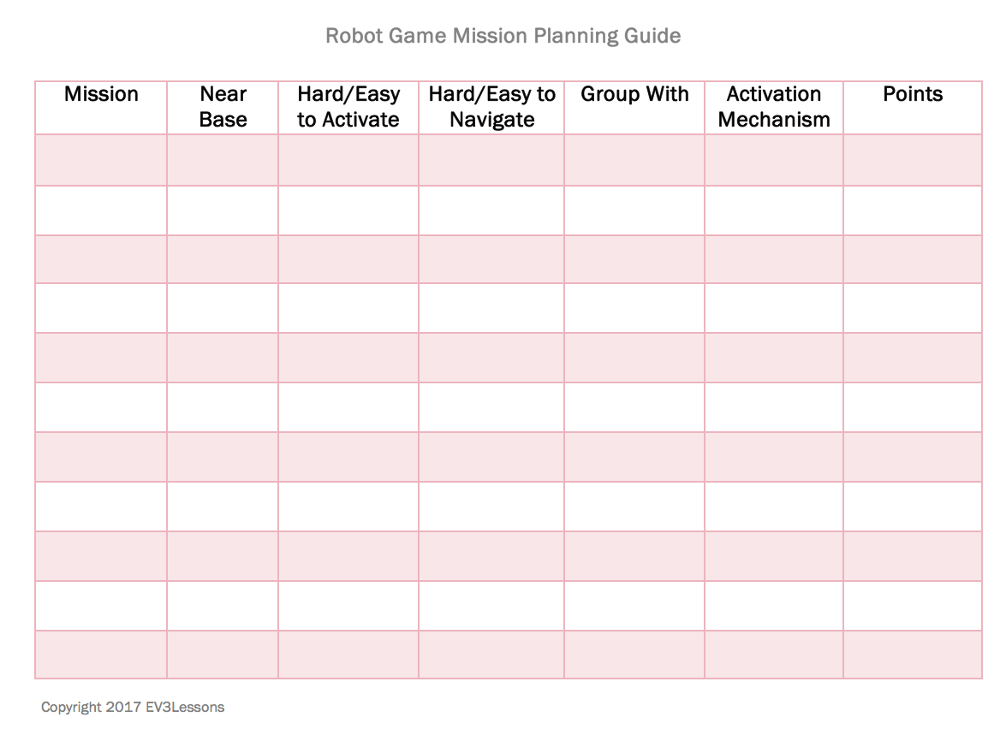 Robot Game Mission Planning Guide
Mission
Near
Base
Hard/Easy
to Activate
Hard/Easy to
Navigate
Group With
Activation
Mechanism
Points
Copyright 2017 EV3Lessons